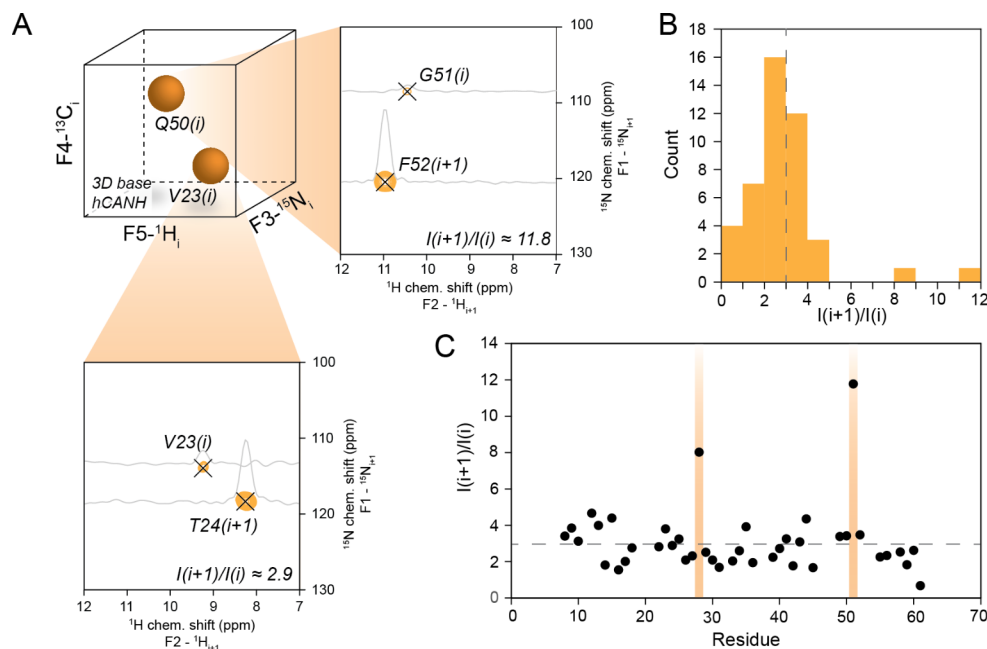 A
F4-¹³Cᵢ
Q50(i)
V23(i)
3D base
hCANH
F5-¹Hᵢ
F3-¹⁵Nᵢ
G51(i)
F52(i+1)
I(i+1)/I(i) ≈ 11.8
100
110
120
130
¹⁵N chem. shift (ppm)
F1 - ¹⁵Nᵢ₊₁
12 11 10 9 8 7
¹H chem. shift (ppm)
F2 - ¹Hᵢ₊₁
V23(i)
T24(i+1)
I(i+1)/I(i) ≈ 2.9
100
110
120
130
¹⁵N chem. shift (ppm)
F1 - ¹⁵Nᵢ₊₁
12 11 10 9 8 7
¹H chem. shift (ppm)
F2 - ¹Hᵢ₊₁
B
Count
18
16
14
12
10
8
6
4
2
0
0 2 4 6 8 10 12
I(i+1)/I(i)
C
I(i+1)/I(i)
14
12
10
8
6
4
2
0
0 10 20 30 40 50 60 70
Residue